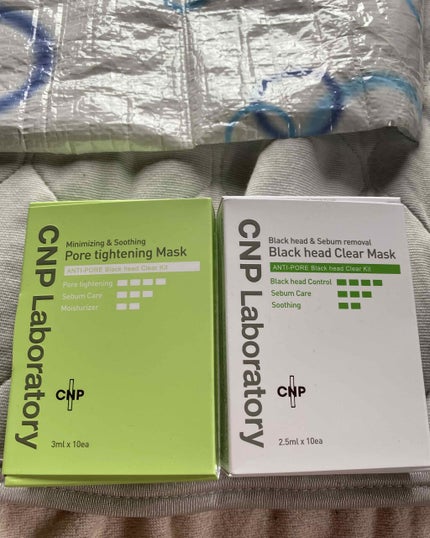 CNP Laboratory
Minimizing & Soothing
Pore tightening Mask
ANTI-PORE Black head Clear Kit
Pore tightening
Sebum Care
Moisturizer
CNP
3ml x 10ea
CNP Laboratory
Black head & Sebum removal
Black head Clear Mask
ANTI-PORE Black head Clear Kit
Black head Control
Sebum Care
Soothing
CNP
2.5ml x 10ea